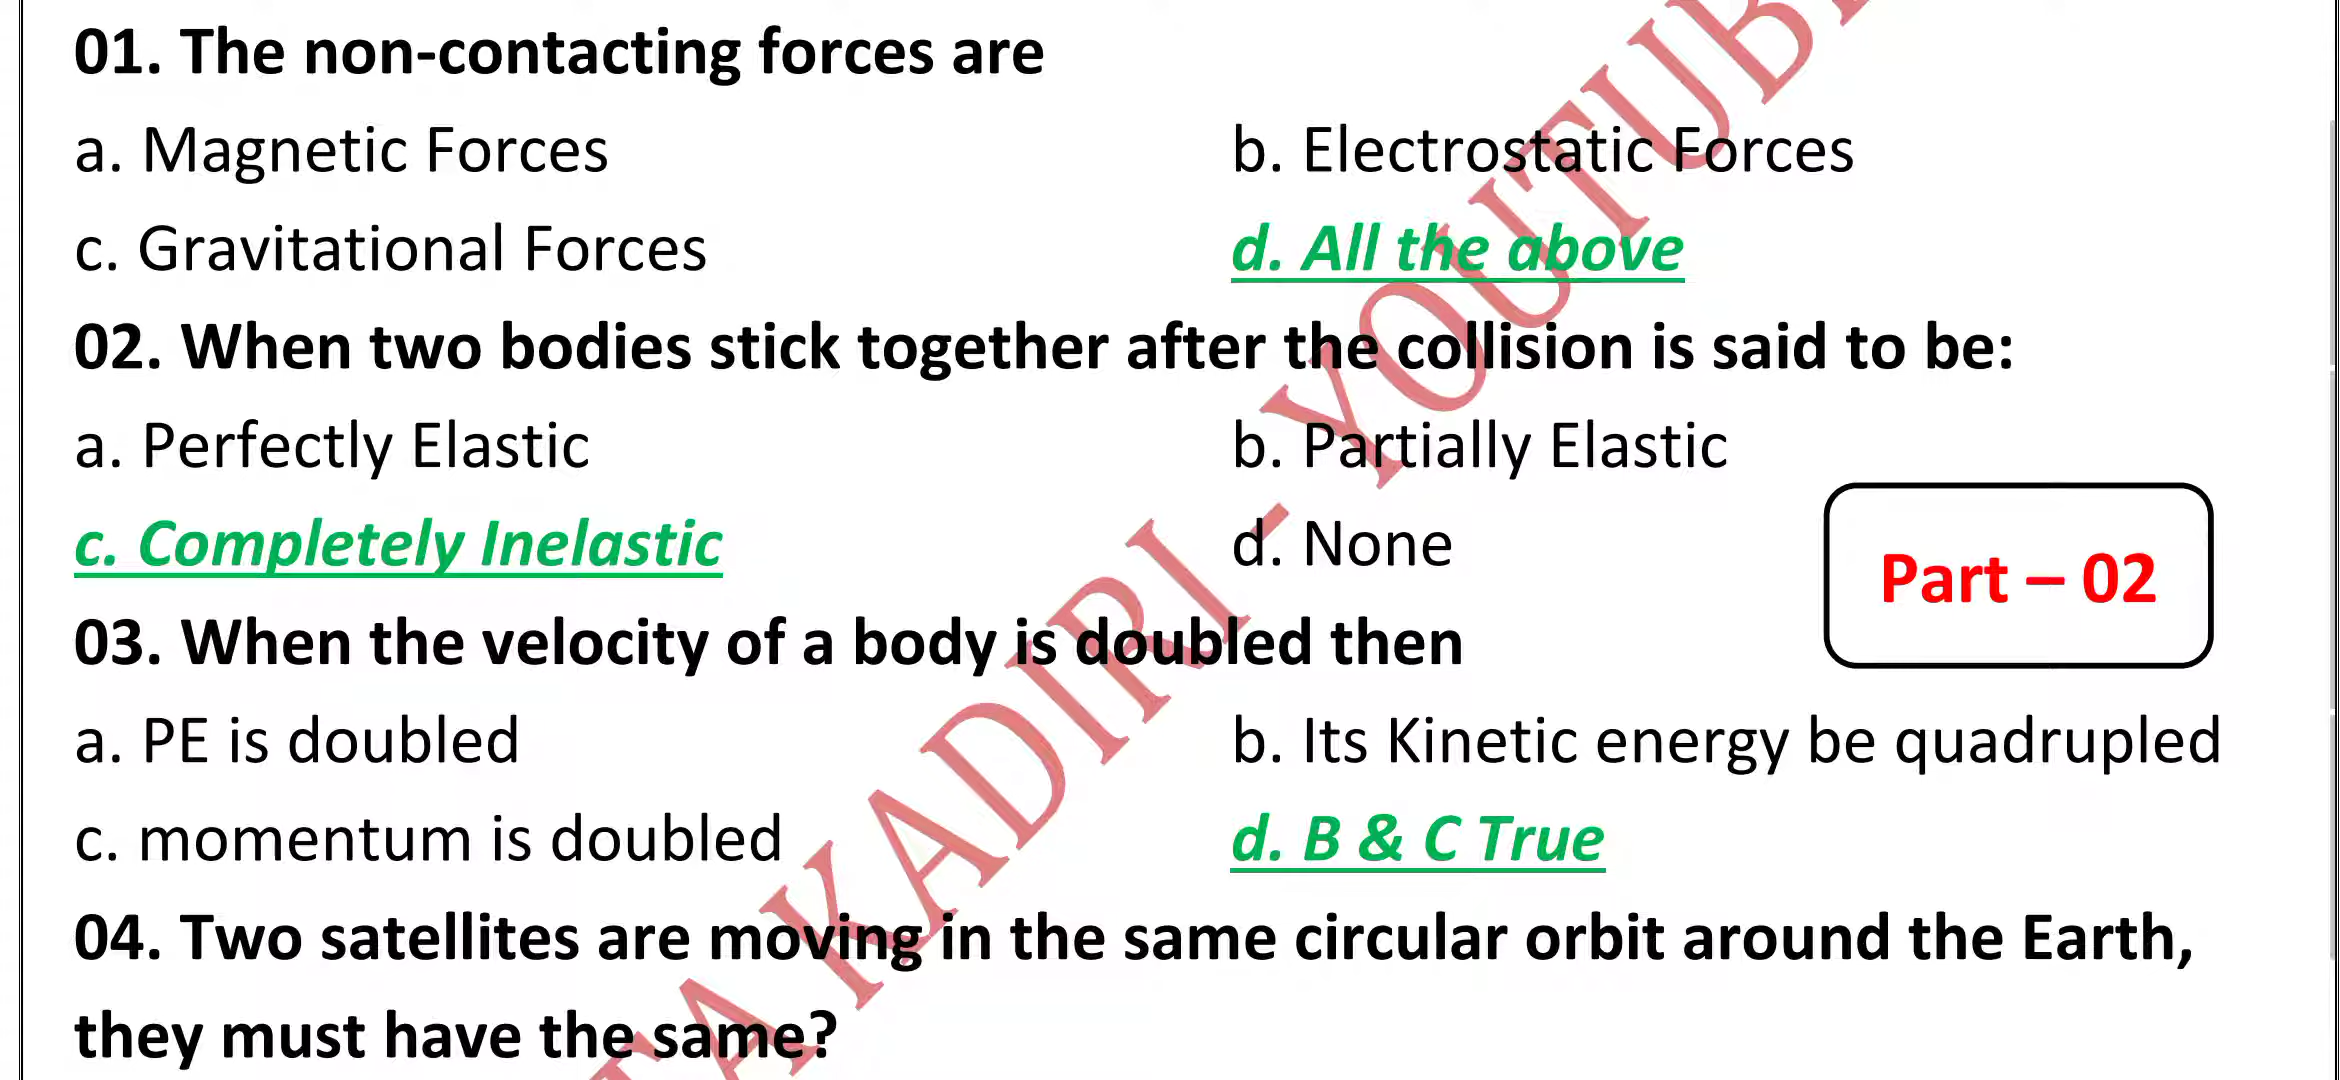 01. The non-contacting forces are
a. Magnetic Forces b. Electrostatic Forces
c. Gravitational Forces d. All the above
02. When two bodies stick together after the collision is said to be:
a. Perfectly Elastic b. Partially Elastic
c. Completely Inelastic d. None
Part – 02
03. When the velocity of a body is doubled then
a. PE is doubled b. Its Kinetic energy be quadrupled
c. momentum is doubled d. B & C True
04. Two satellites are moving in the same circular orbit around the Earth,
they must have the same?
KADIRI - YOUTUB